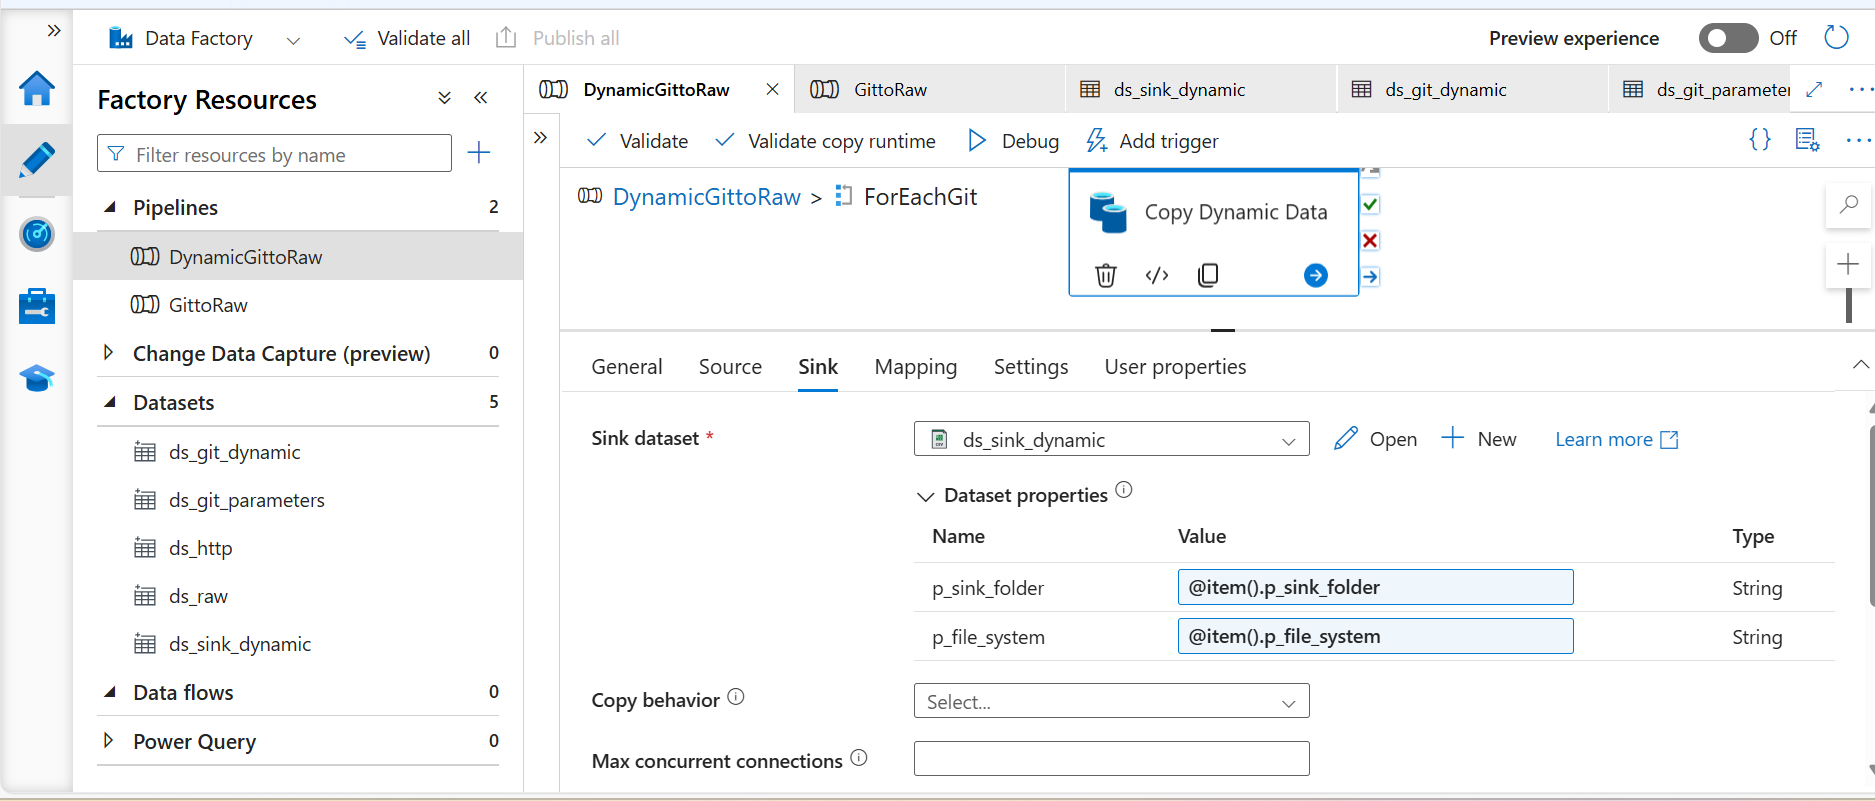 Data Factory
Validate all
Publish all
Preview experience
Off
Factory Resources
Filter resources by name
Pipelines 2
DynamicGittoRaw
GittoRaw
Change Data Capture (preview) 0
Datasets 5
ds_git_dynamic
ds_git_parameters
ds_http
ds_raw
ds_sink_dynamic
Data flows 0
Power Query 0
DynamicGittoRaw
GittoRaw
ds_sink_dynamic
ds_git_dynamic
ds_git_parameter
Validate
Validate copy runtime
Debug
Add trigger
DynamicGittoRaw > ForEachGit
Copy Dynamic Data
General
Source
Sink
Mapping
Settings
User properties
Sink dataset *
ds_sink_dynamic
Open
New
Learn more
Dataset properties
Name Value Type
p_sink_folder @item().p_sink_folder String
p_file_system @item().p_file_system String
Copy behavior
Select...
Max concurrent connections